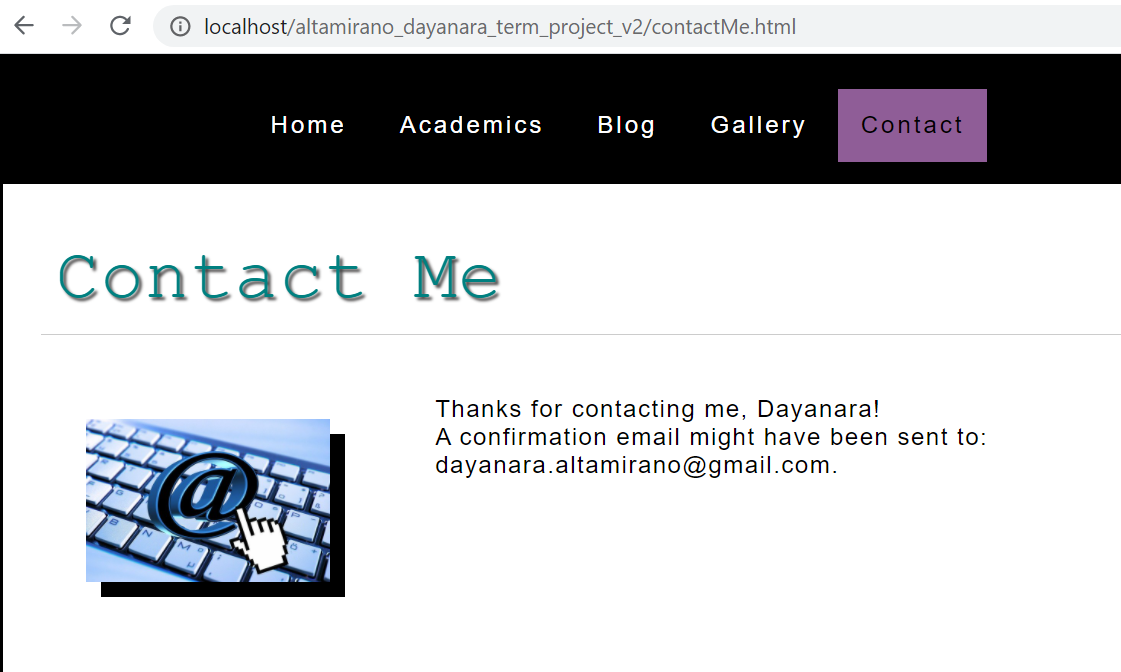 localhost/altamirano_dayanara_term_project_v2/contactMe.html
Home Academics Blog Gallery Contact
Contact Me
Thanks for contacting me, Dayanara!
A confirmation email might have been sent to:
dayanara.altamirano@gmail.com.
@
B N M